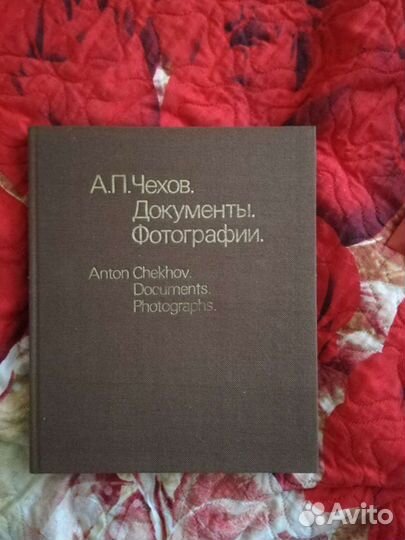 А.П.Чехов.
Документы.
Фотографии.
Anton Chekhov.
Documents.
Photographs.
Avito